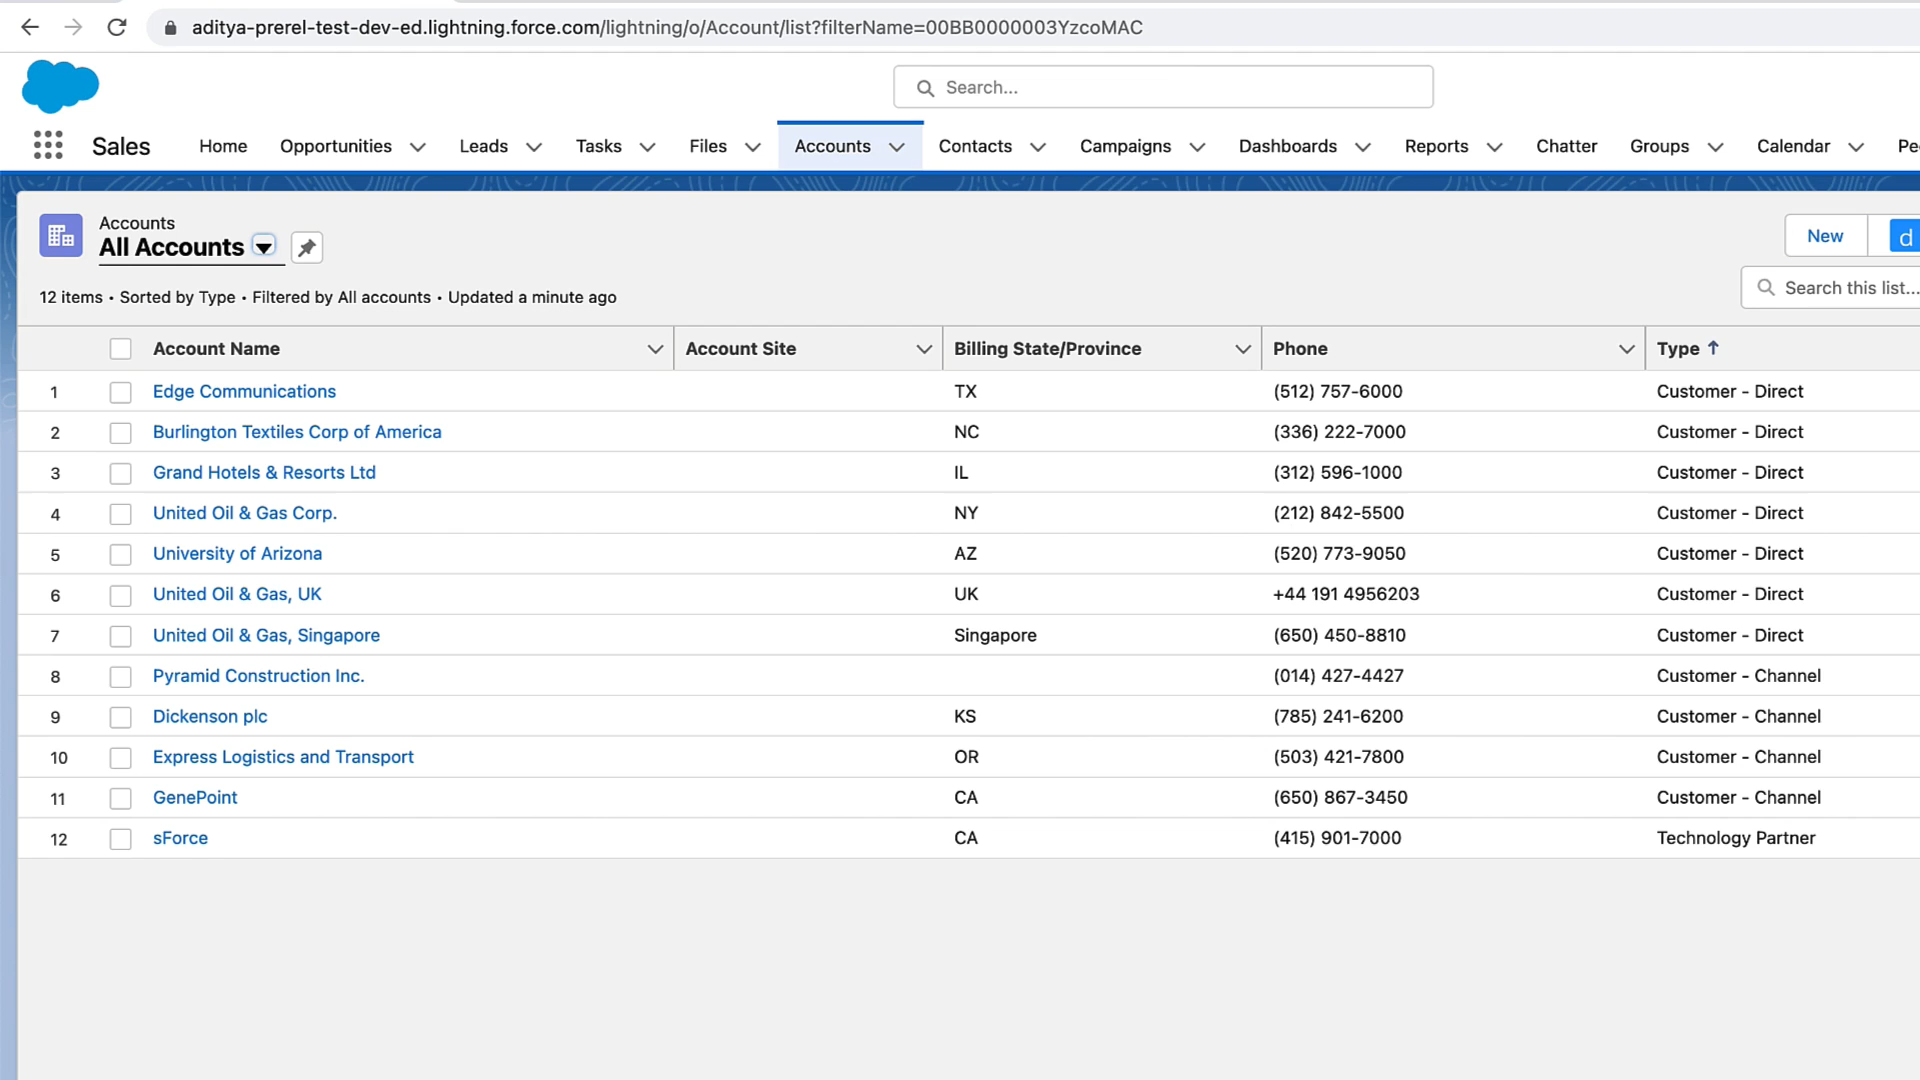 aditya-prerel-test-dev-ed.lightning.force.com/lightning/o/Account/list?filterName=00BB0000003YzcoMAC
Search...
Sales Home Opportunities Leads Tasks Files Accounts Contacts Campaigns Dashboards Reports Chatter Groups Calendar Pe
Accounts
All Accounts
New d
12 items • Sorted by Type • Filtered by All accounts • Updated a minute ago
Search this list...
Account Name Account Site Billing State/Province Phone Type
1 Edge Communications TX (512) 757-6000 Customer - Direct
2 Burlington Textiles Corp of America NC (336) 222-7000 Customer - Direct
3 Grand Hotels & Resorts Ltd IL (312) 596-1000 Customer - Direct
4 United Oil & Gas Corp. NY (212) 842-5500 Customer - Direct
5 University of Arizona AZ (520) 773-9050 Customer - Direct
6 United Oil & Gas, UK UK +44 191 4956203 Customer - Direct
7 United Oil & Gas, Singapore Singapore (650) 450-8810 Customer - Direct
8 Pyramid Construction Inc. (014) 427-4427 Customer - Channel
9 Dickenson plc KS (785) 241-6200 Customer - Channel
10 Express Logistics and Transport OR (503) 421-7800 Customer - Channel
11 GenePoint CA (650) 867-3450 Customer - Channel
12 sForce CA (415) 901-7000 Technology Partner